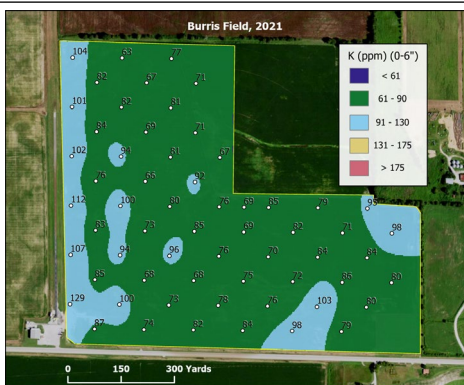 Burris Field, 2021
K (ppm) (0-6")
< 61
61 - 90
91 - 130
131 - 175
> 175
104 63 77
82 67 71
101 82 81
84 69 71
102 94 81 67
76 66 92
112 100 80 76 69 85 79 95
83 73 85 69 82 71 98
107 94 96 76 70 84 84
85 68 68 75 72 86 80
129 100 73 78 76 103 80
87 74 82 84 98 79
0 150 300 Yards